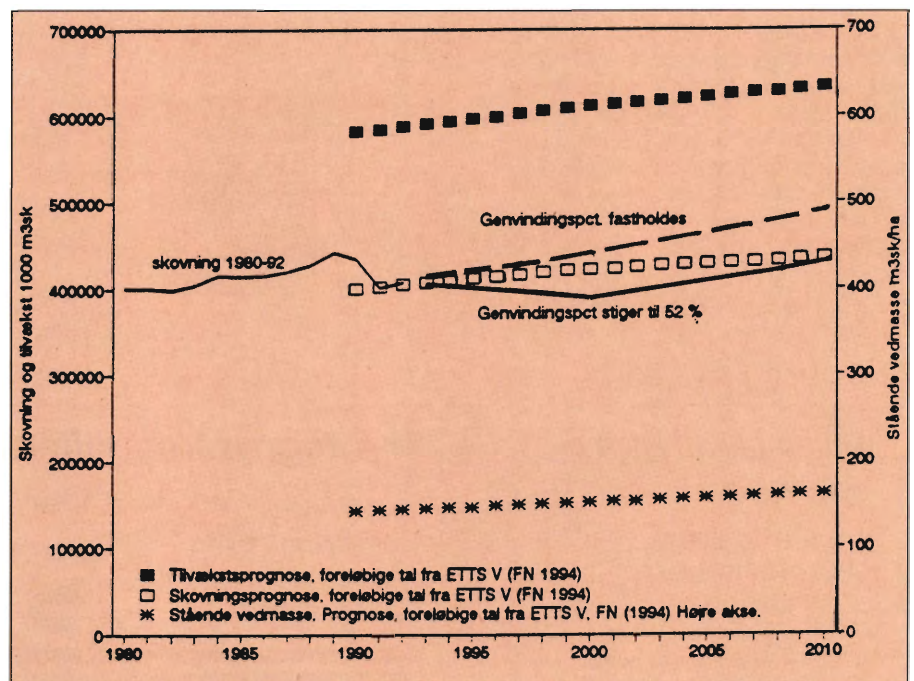 700000
600000
500000
400000
300000
200000
100000
0
Skovning og tilvækst 1000 m3sk
700
600
500
400
300
200
100
0
Stående vedmasse m3sk/ha
skovning 1980-92
Genvindingspct. fastholdes
Genvindingspct stiger til 52 %
Tilvækstsprognose, foreløbige tal fra ETTS V (FN 1994)
Skovningsprognose, foreløbige tal fra ETTS V (FN 1994)
Stående vedmasse, Prognose, foreløbige tal fra ETTS V, FN (1994) Højre akse.
1980 1985 1990 1995 2000 2005 2010